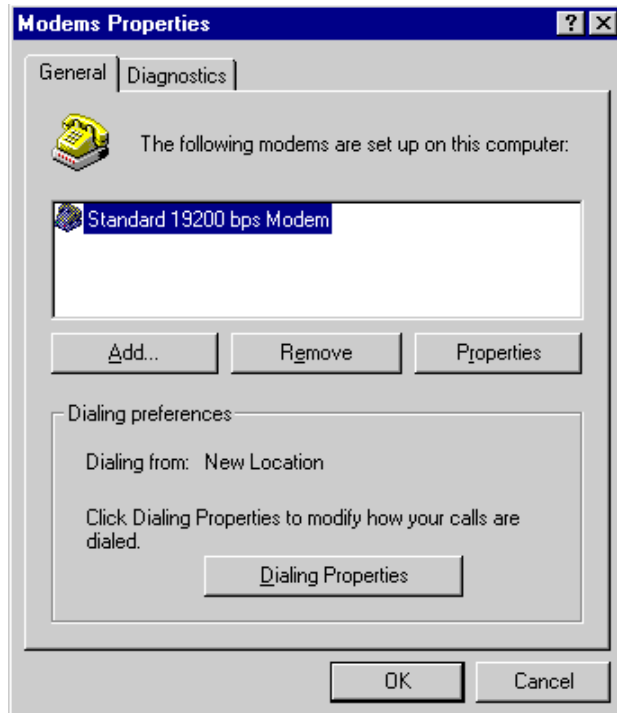 Modems Properties
General
Diagnostics
The following modems are set up on this computer:
Standard 19200 bps Modem
Add...
Remove
Properties
Dialing preferences
Dialing from: New Location
Click Dialing Properties to modify how your calls are
dialed.
Dialing Properties
OK
Cancel